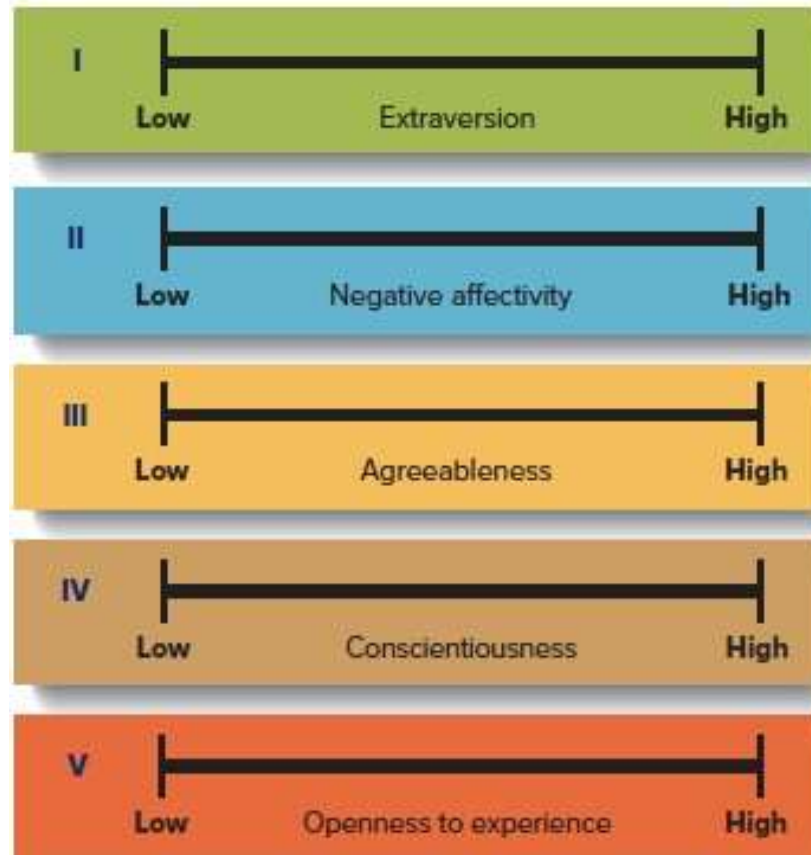 I
Low Extraversion High
II
Low Negative affectivity High
III
Low Agreeableness High
IV
Low Conscientiousness High
V
Low Openness to experience High